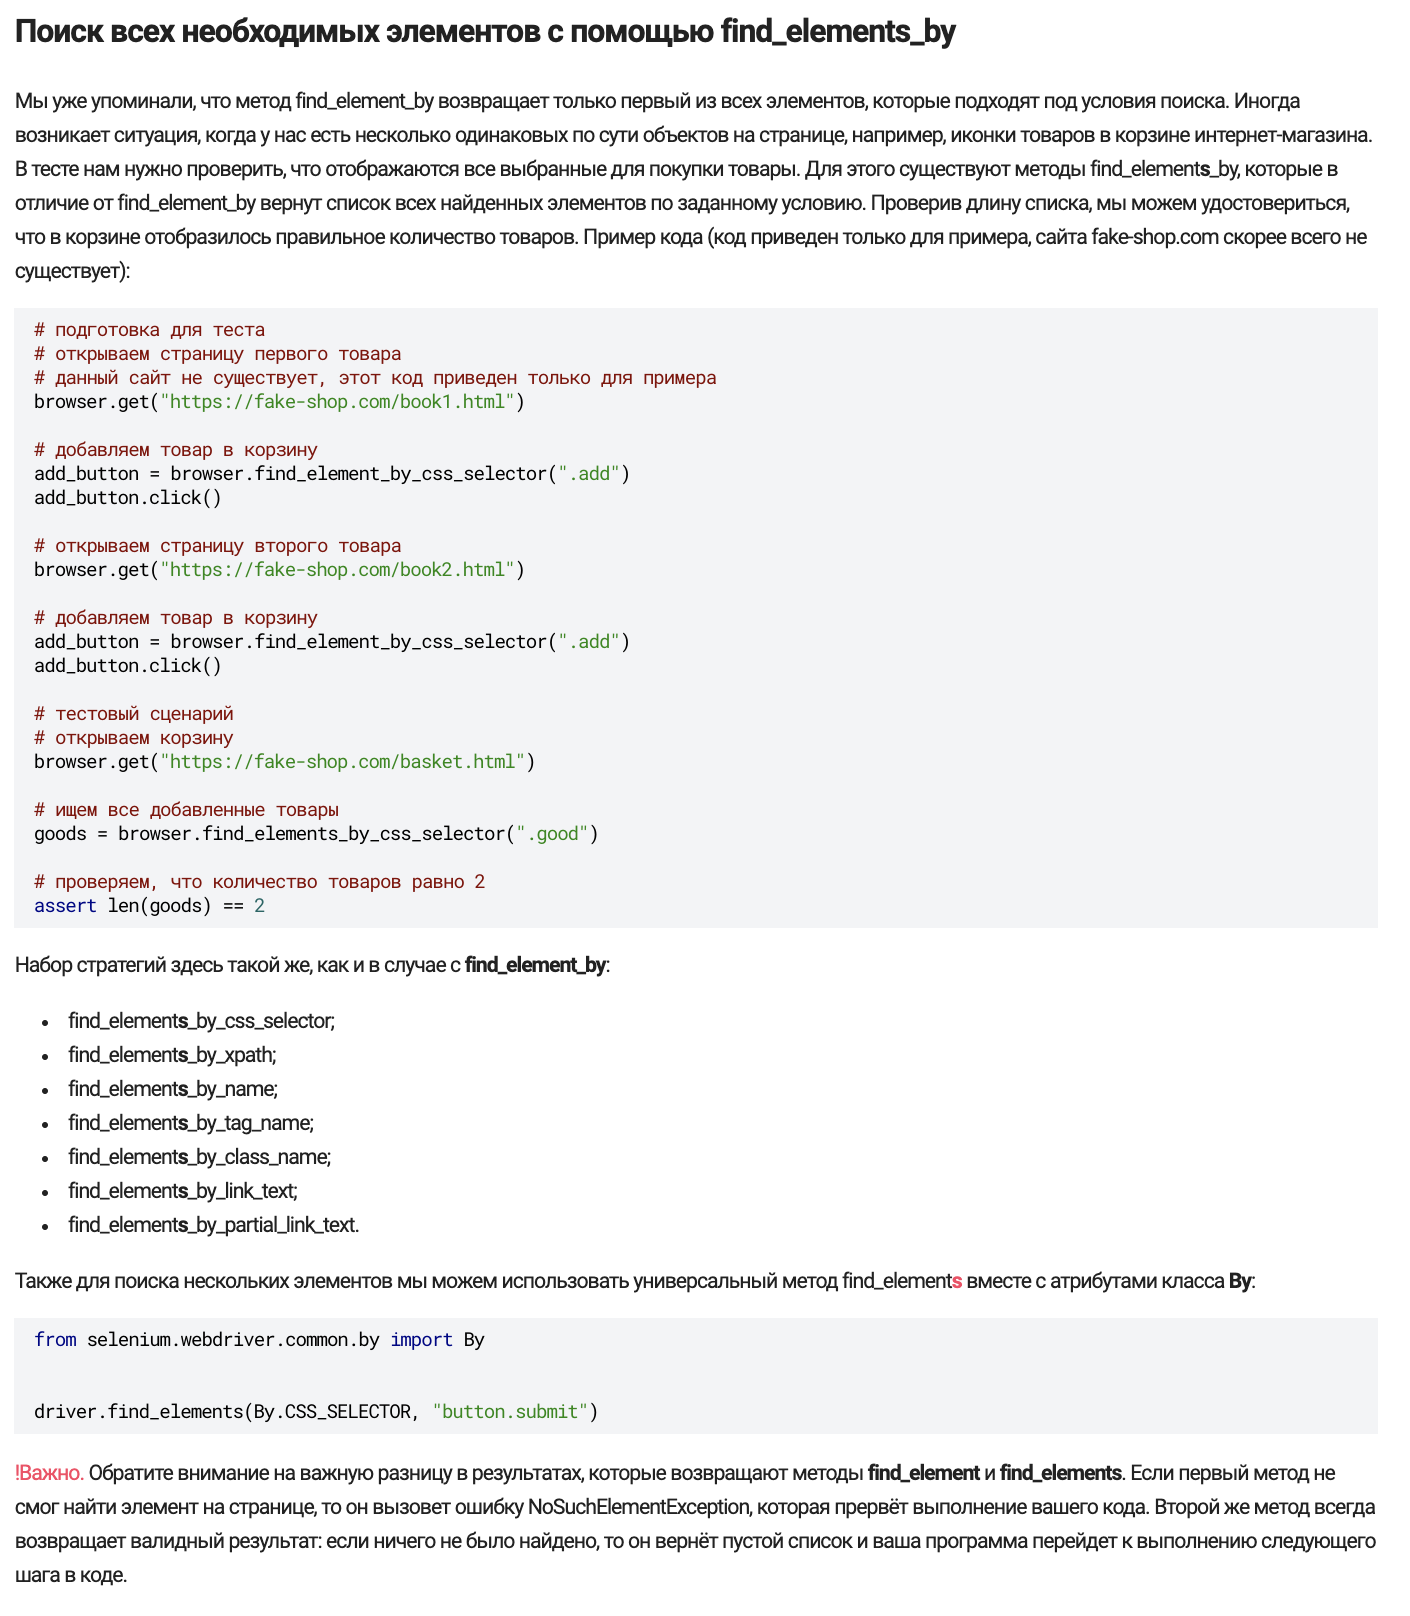 Поиск всех необходимых элементов с помощью find_elements_by
Мы уже упоминали, что метод find_element_by возвращает только первый из всех элементов, которые подходят под условия поиска. Иногда
возникает ситуация, когда у нас есть несколько одинаковых по сути объектов на странице, например, иконки товаров в корзине интернет-магазина.
В тесте нам нужно проверить, что отображаются все выбранные для покупки товары. Для этого существуют методы find_elements_by, которые в
отличие от find_element_by вернут список всех найденных элементов по заданному условию. Проверив длину списка, мы можем удостовериться,
что в корзине отобразилось правильное количество товаров. Пример кода (код приведен только для примера, сайта fake-shop.com скорее всего не
существует):
# подготовка для теста
# открываем страницу первого товара
# данный сайт не существует, этот код приведен только для примера
browser.get("https://fake-shop.com/book1.html")
# добавляем товар в корзину
add_button = browser.find_element_by_css_selector(".add")
add_button.click()
# открываем страницу второго товара
browser.get("https://fake-shop.com/book2.html")
# добавляем товар в корзину
add_button = browser.find_element_by_css_selector(".add")
add_button.click()
# тестовый сценарий
# открываем корзину
browser.get("https://fake-shop.com/basket.html")
# ищем все добавленные товары
goods = browser.find_elements_by_css_selector(".good")
# проверяем, что количество товаров равно 2
assert len(goods) == 2
Набор стратегий здесь такой же, как и в случае с find_element_by:
• find_elements_by_css_selector;
• find_elements_by_xpath;
• find_elements_by_name;
• find_elements_by_tag_name;
• find_elements_by_class_name;
• find_elements_by_link_text;
• find_elements_by_partial_link_text.
Также для поиска нескольких элементов мы можем использовать универсальный метод find_elements вместе с атрибутами класса By:
from selenium.webdriver.common.by import By
driver.find_elements(By.CSS_SELECTOR, "button.submit")
!Важно. Обратите внимание на важную разницу в результатах, которые возвращают методы find_element и find_elements. Если первый метод не
смог найти элемент на странице, то он вызовет ошибку NoSuchElementException, которая прервёт выполнение вашего кода. Второй же метод всегда
возвращает валидный результат: если ничего не было найдено, то он вернёт пустой список и ваша программа перейдет к выполнению следующего
шага в коде.